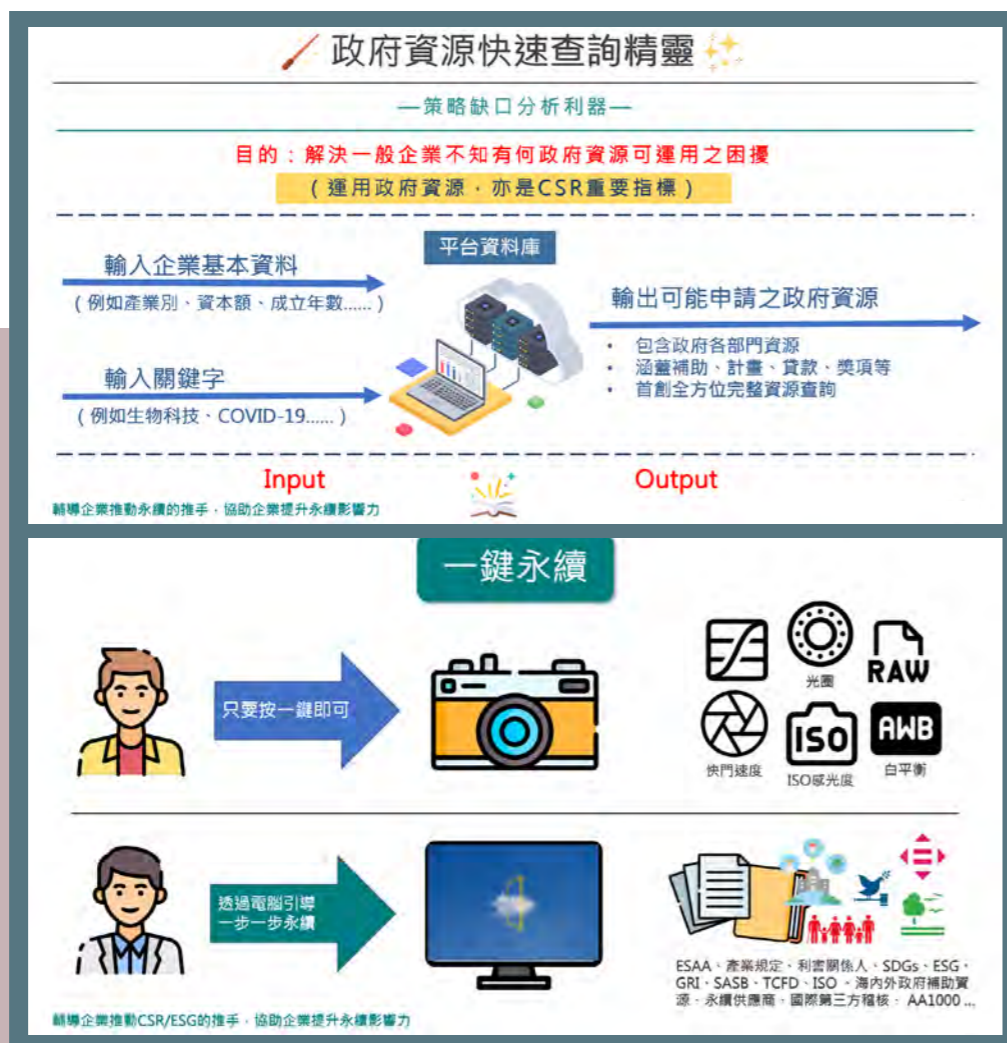 政府資源快速查詢精靈
—策略缺口分析利器—
目的：解決一般企業不知有何政府資源可運用之困擾
（運用政府資源，亦是CSR重要指標）
輸入企業基本資料
（例如產業別、資本額、成立年數......）
輸入關鍵字
（例如生物科技、COVID-19......）
平台資料庫
輸出可能申請之政府資源
• 包含政府各部門資源
• 涵蓋補助、計畫、貸款、獎項等
• 首創全方位完整資源查詢
Input
Output
輔導企業推動永續的推手，協助企業提升永續影響力
一鍵永續
只要按一鍵即可
光圈
RAW
快門速度
ISO
ISO感光度
AWB
白平衡
透過電腦引導
一步一步永續
ESAA、產業規定、利害關係人、SDGs、ESG、
GRI、SASB、TCFD、ISO、海內外政府補助資
源、永續供應商、國際第三方稽核、AA1000 ...
輔導企業推動CSR/ESG的推手，協助企業提升永續影響力